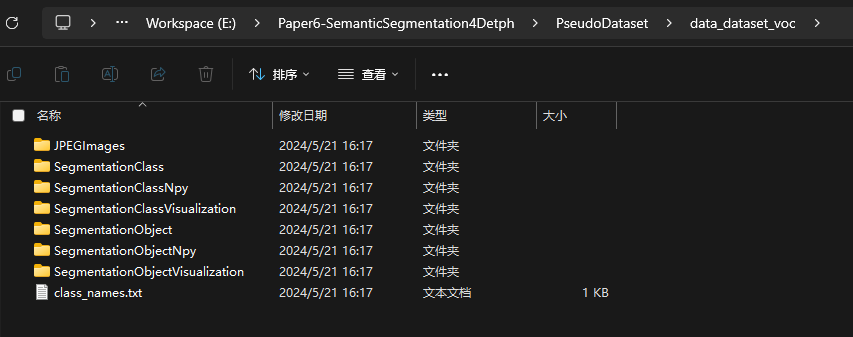 Workspace (E:) > Paper6-SemanticSegmentation4Detph > PseudoDataset > data_dataset_voc >
排序 查看 ...
名称 修改日期 类型 大小
JPEGImages 2024/5/21 16:17 文件夹
SegmentationClass 2024/5/21 16:17 文件夹
SegmentationClassNpy 2024/5/21 16:17 文件夹
SegmentationClassVisualization 2024/5/21 16:17 文件夹
SegmentationObject 2024/5/21 16:17 文件夹
SegmentationObjectNpy 2024/5/21 16:17 文件夹
SegmentationObjectVisualization 2024/5/21 16:17 文件夹
class_names.txt 2024/5/21 16:17 文本文档 1 KB